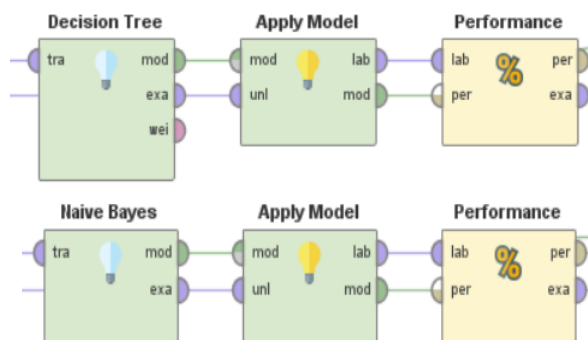 Decision Tree Apply Model Performance
tra mod mod lab lab per
exa unl mod per exa
wei
%
Naive Bayes Apply Model Performance
tra mod mod lab lab per
exa unl mod per exa
%